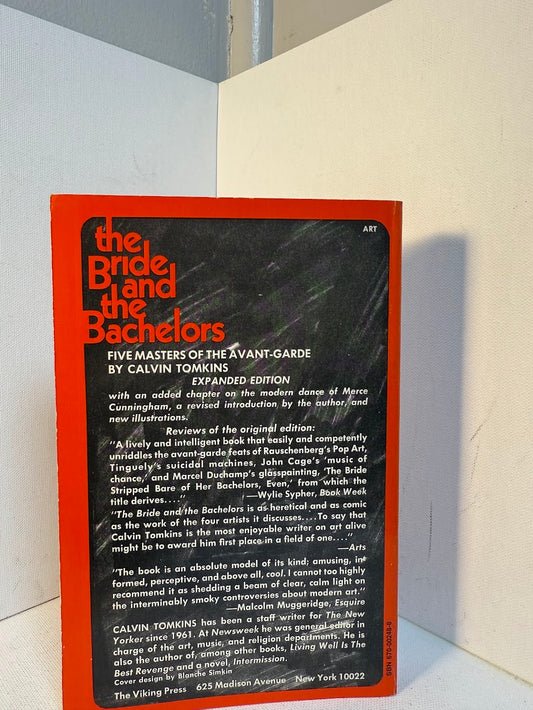 ART
the
Bride
and
the
Bachelors
FIVE MASTERS OF THE AVANT-GARDE
BY CALVIN TOMKINS
EXPANDED EDITION
with an added chapter on the modern dance of Merce
Cunningham, a revised introduction by the author, and
new illustrations.
Reviews of the original edition:
"A lively and intelligent book that easily and competently
unriddles the avant-garde feats of Rauschenberg's Pop Art,
Tinguely's suicidal machines, John Cage's 'music of
chance,' and Marcel Duchamp's glasspainting, 'The Bride
Stripped Bare of Her Bachelors, Even,' from which the
title derives...."
—Wylie Sypher, Book Week
"The Bride and the Bachelors is as heretical and as comic
as the work of the four artists it discusses....To say that
Calvin Tomkins is the most enjoyable writer on art alive
might be to award him first place in a field of one...."
—Arts
"The book is an absolute model of its kind; amusing, in-
formed, perceptive, and above all, cool. I cannot too highly
recommend it as shedding a beam of clear, calm light on
the interminably smoky controversies about modern art."
—Malcolm Muggeridge, Esquire
CALVIN TOMKINS has been a staff writer for The New
Yorker since 1961. At Newsweek he was general editor in
charge of the art, music, and religion departments. He is
also the author of, among other books, Living Well Is The
Best Revenge and a novel, Intermission.
Cover design by Blanche Simkin
The Viking Press 625 Madison Avenue New York 10022
SBN 670-00248-8